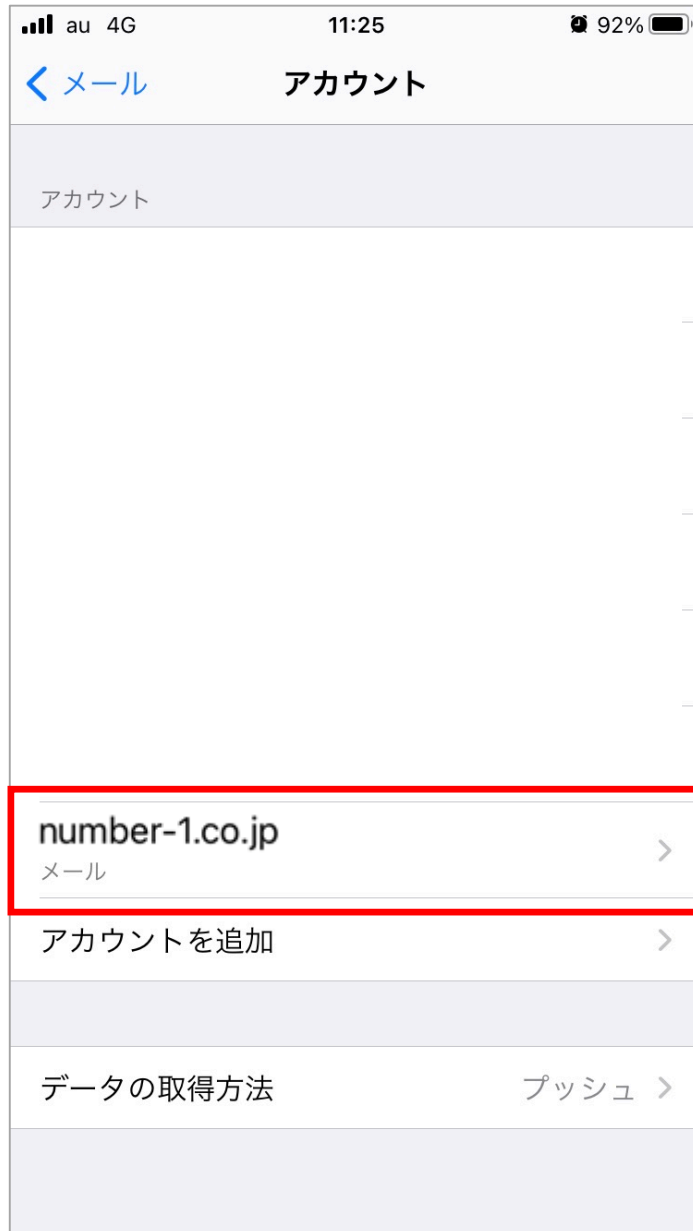 au 4G 11:25 92%
メール アカウント
アカウント
number-1.co.jp
メール
アカウントを追加
データの取得方法 プッシュ